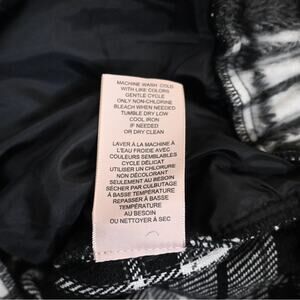 MACHINE WASH COLD
WITH LIKE COLORS
GENTLE CYCLE
ONLY NON-CHLORINE
BLEACH WHEN NEEDED
TUMBLE DRY LOW
COOL IRON
IF NEEDED
OR DRY CLEAN
LAVER À LA MACHINE À
L'EAU FROIDE AVEC
COULEURS SEMBLABLES
CYCLE DÉLICAT
UTILISER UN CHLORURE
NON DÉCOLORANT
SEULEMENT AU BESOIN
SÉCHER PAR CULBUTAGE
À BASSE TEMPÉRATURE
REPASSER À BASSE
TEMPÉRATURE
AU BESOIN
OU NETTOYER À SEC